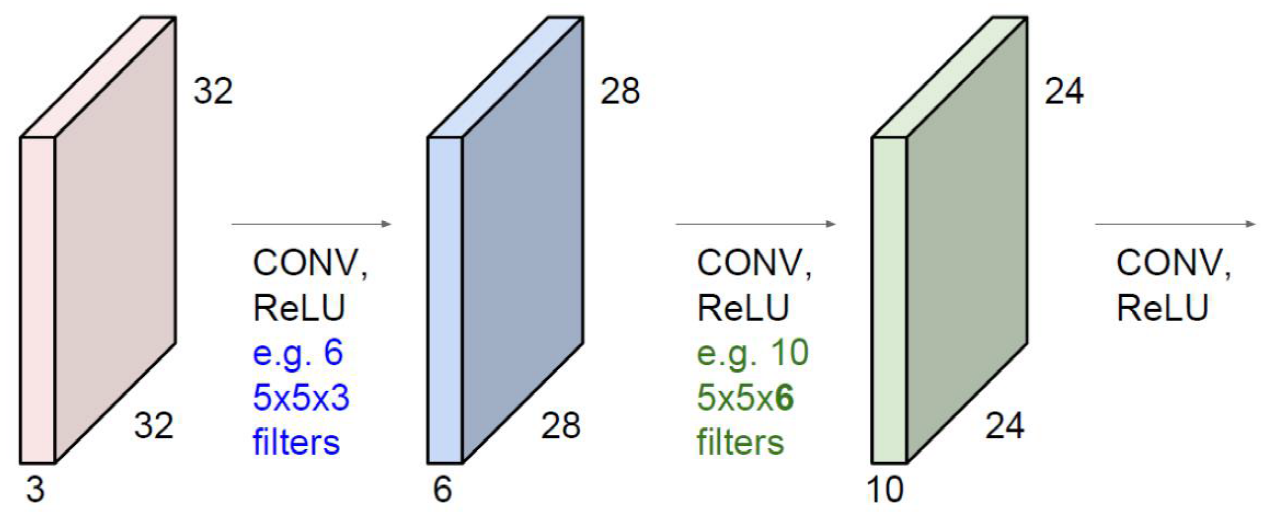 32
32
3
CONV,
ReLU
e.g. 6
5x5x3
filters
28
28
6
CONV,
ReLU
e.g. 10
5x5x6
filters
24
24
10
CONV,
ReLU